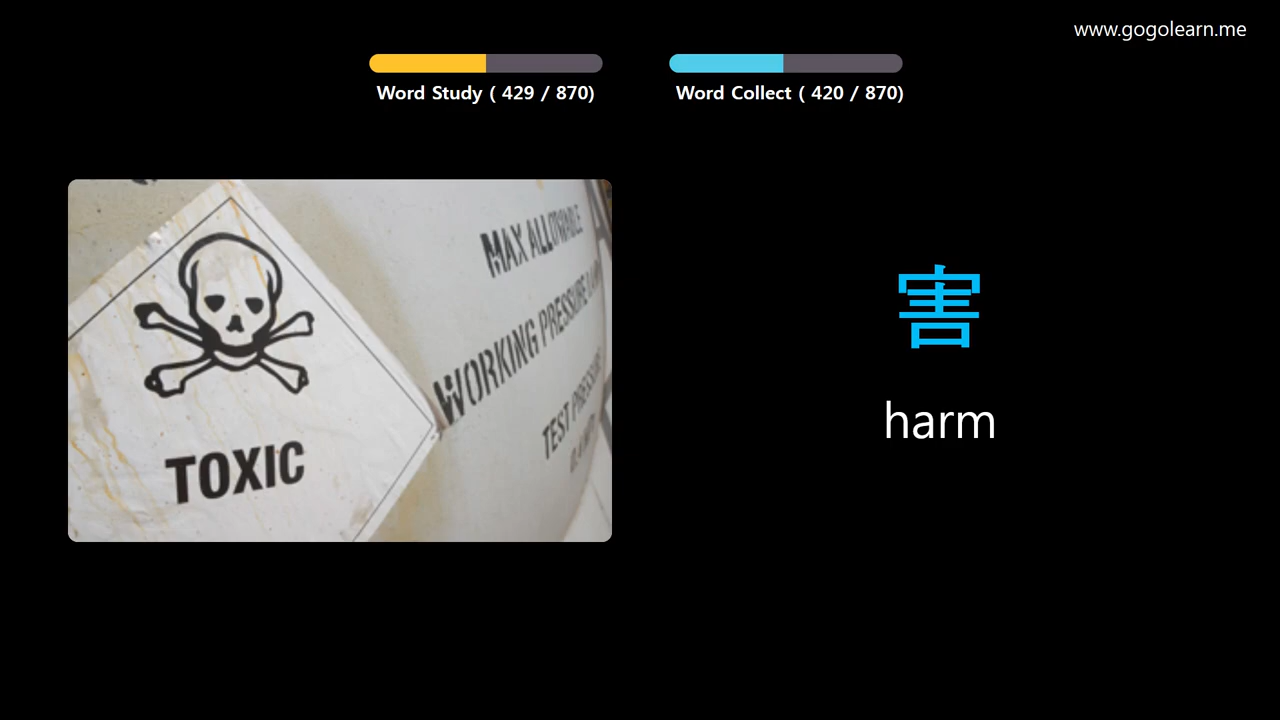 www.gogolearn.me
Word Study ( 429 / 870)
Word Collect ( 420 / 870)
MAX ALLOWABLE
WORKING PRESSURE
TEST PRESSURE
TOXIC
害
harm